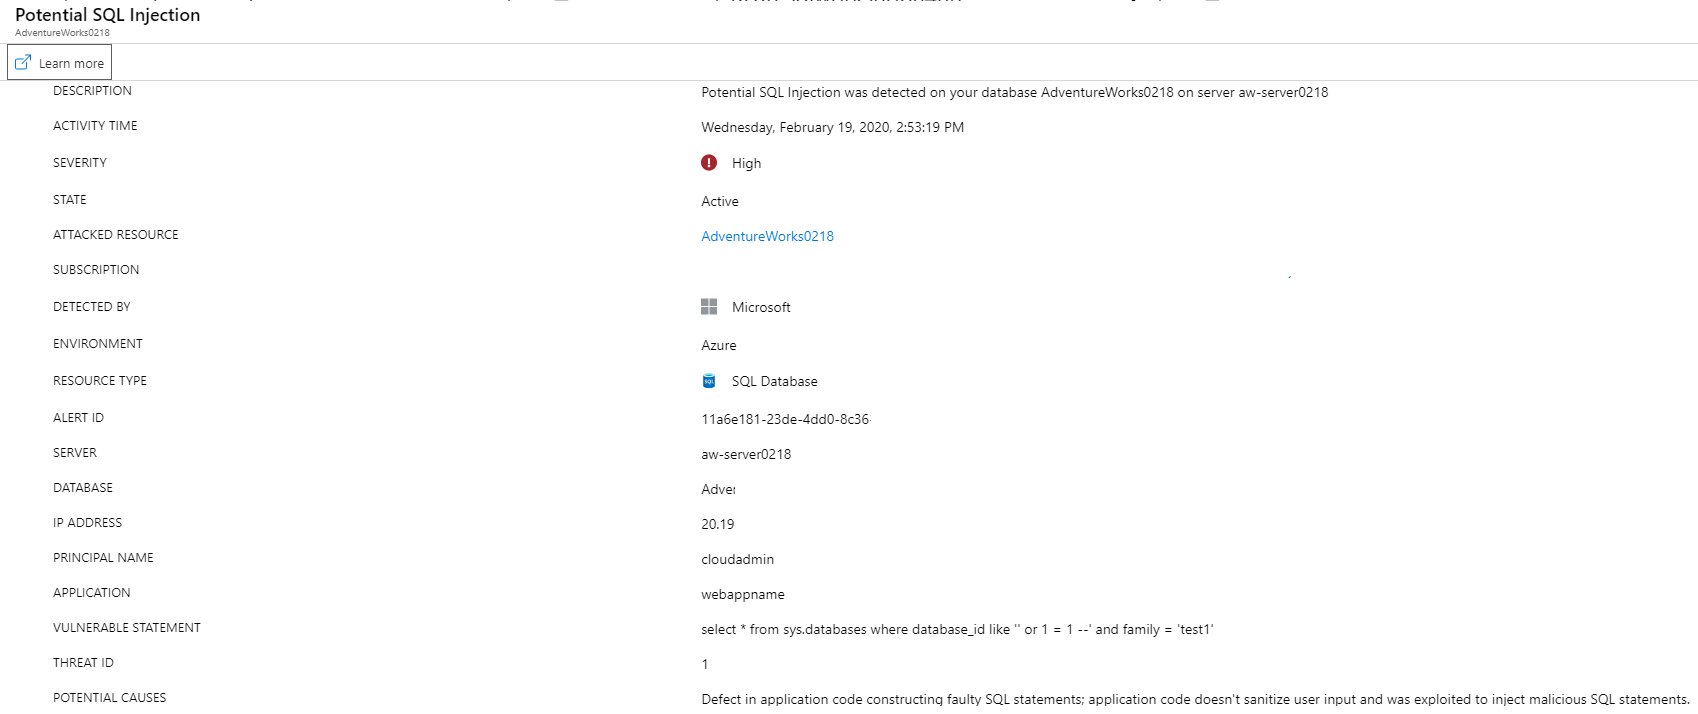 Potential SQL Injection
AdventureWorks0218
Learn more
DESCRIPTION Potential SQL Injection was detected on your database AdventureWorks0218 on server aw-server0218
ACTIVITY TIME Wednesday, February 19, 2020, 2:53:19 PM
SEVERITY High
STATE Active
ATTACKED RESOURCE AdventureWorks0218
SUBSCRIPTION
DETECTED BY Microsoft
ENVIRONMENT Azure
RESOURCE TYPE SQL Database
ALERT ID 11a6e181-23de-4dd0-8c36-
SERVER aw-server0218
DATABASE Adver
IP ADDRESS 20.19
PRINCIPAL NAME cloudadmin
APPLICATION webappname
VULNERABLE STATEMENT select * from sys.databases where database_id like '' or 1 = 1 --' and family = 'test1'
THREAT ID 1
POTENTIAL CAUSES Defect in application code constructing faulty SQL statements; application code doesn't sanitize user input and was exploited to inject malicious SQL statements.